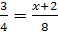 3/4 = x+2/8